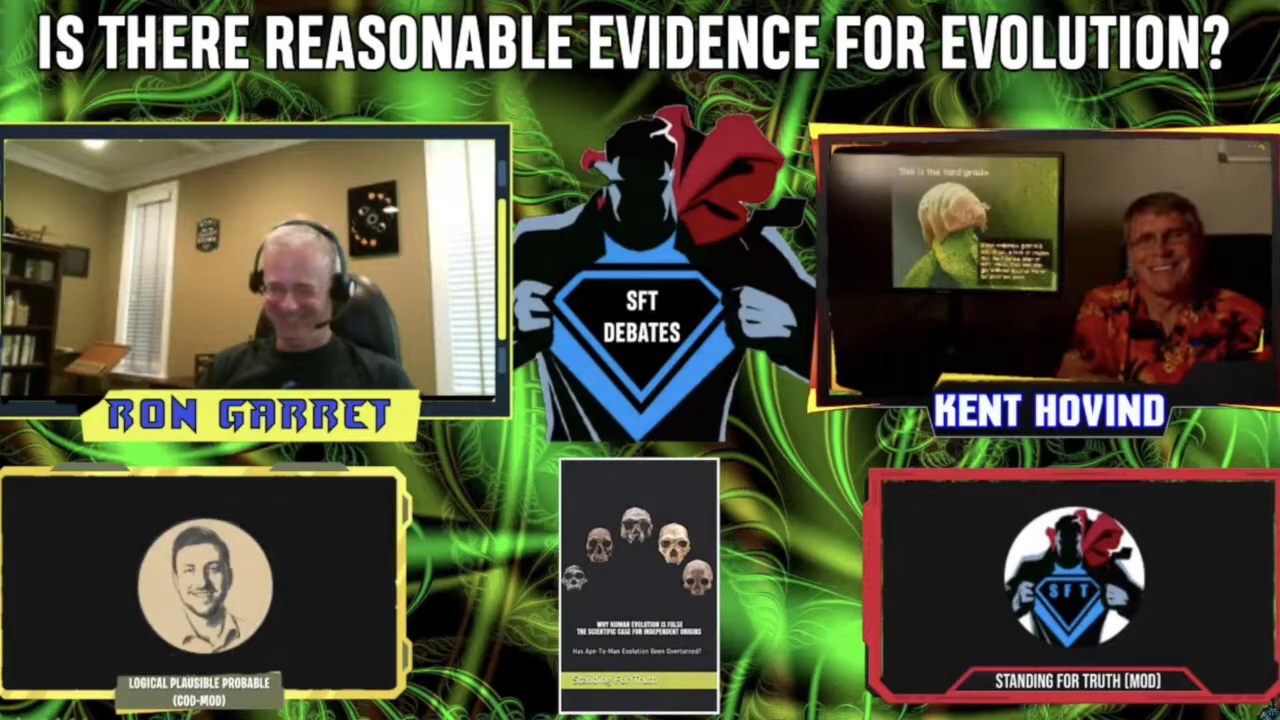 IS THERE REASONABLE EVIDENCE FOR EVOLUTION?
This is the tardigrade
SFT
DEBATES
RON GARRET
KENT HOVIND
SFT
WHY HUMAN EVOLUTION IS FALSE
THE SCIENTIFIC CASE FOR INDEPENDENT ORIGINS
Has Ape-To-Man Evolution Been Overturned?
Standing For Truth
LOGICAL PLAUSIBLE PROBABLE
(COD-MOD)
STANDING FOR TRUTH (MOD)